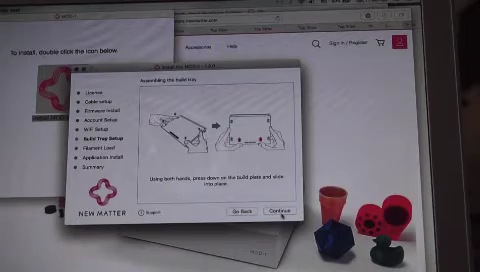 To install, double click the icon below.
Accessories
Help
Sign In / Register
Assembling the build tray
License
Cable setup
Firmware Install
Account Setup
WiFi Setup
Build Tray Setup
Filament Load
Application Install
Summary
Using both hands, press down on the build plate and slide
into place.
NEW MATTER
Support
Go Back
Continue
MOD-t